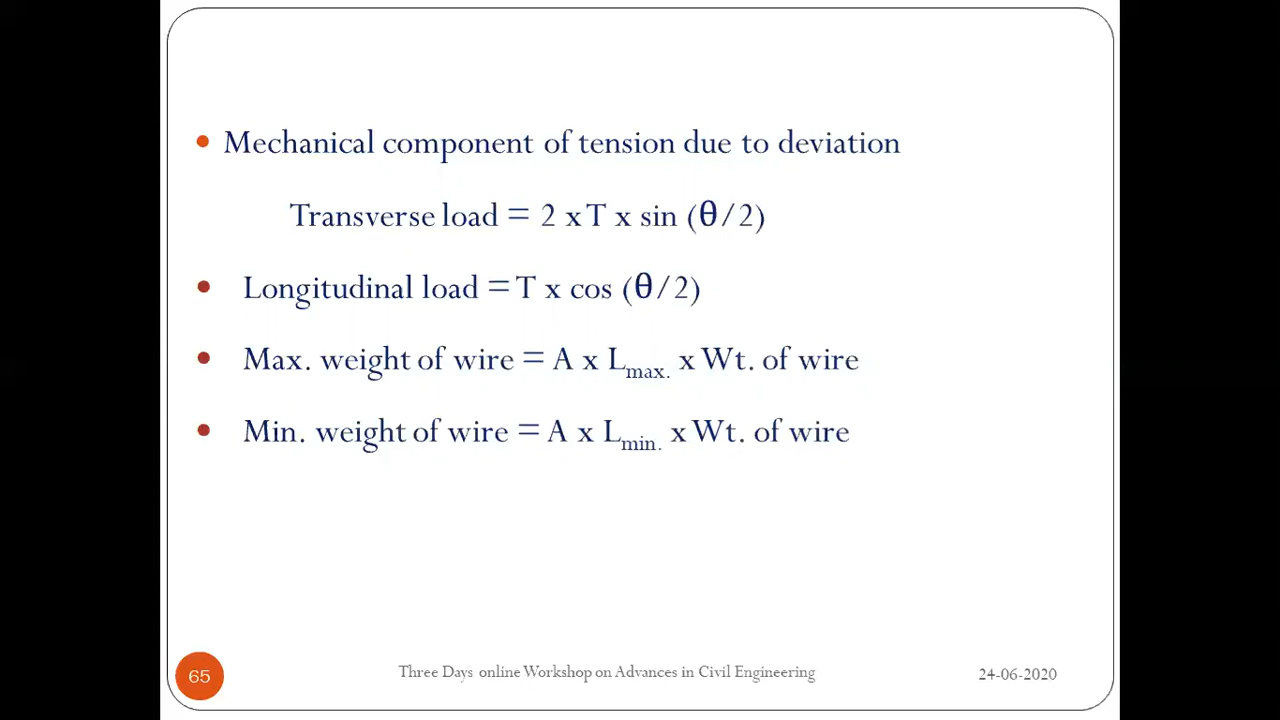 • Mechanical component of tension due to deviation
Transverse load = 2 x T x sin (θ/2)
• Longitudinal load = T x cos (θ/2)
• Max. weight of wire = A x Lmax. x Wt. of wire
• Min. weight of wire = A x Lmin. x Wt. of wire
65 Three Days online Workshop on Advances in Civil Engineering 24-06-2020